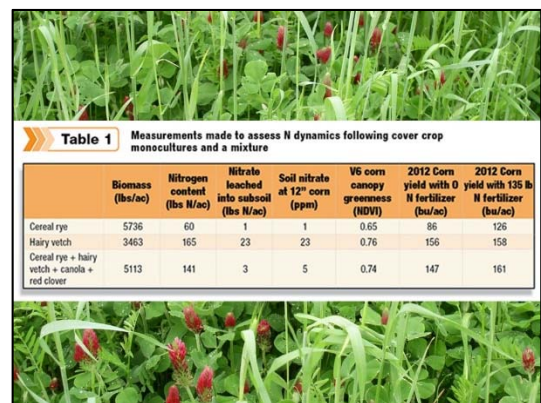 Table 1
Measurements made to assess N dynamics following cover crop
monocultures and a mixture
Biomass (lbs/ac) Nitrogen content (lbs N/ac) Nitrate leached into subsoil (lbs N/ac) Soil nitrate at 12" corn (ppm) V6 corn canopy greenness (NDVI) 2012 Corn yield with 0 N fertilizer (bu/ac) 2012 Corn yield with 135 lb N fertilizer (bu/ac)
Cereal rye 5736 60 1 1 0.65 86 126
Hairy vetch 3463 165 23 23 0.76 156 158
Cereal rye + hairy vetch + canola + red clover 5113 141 3 5 0.74 147 161